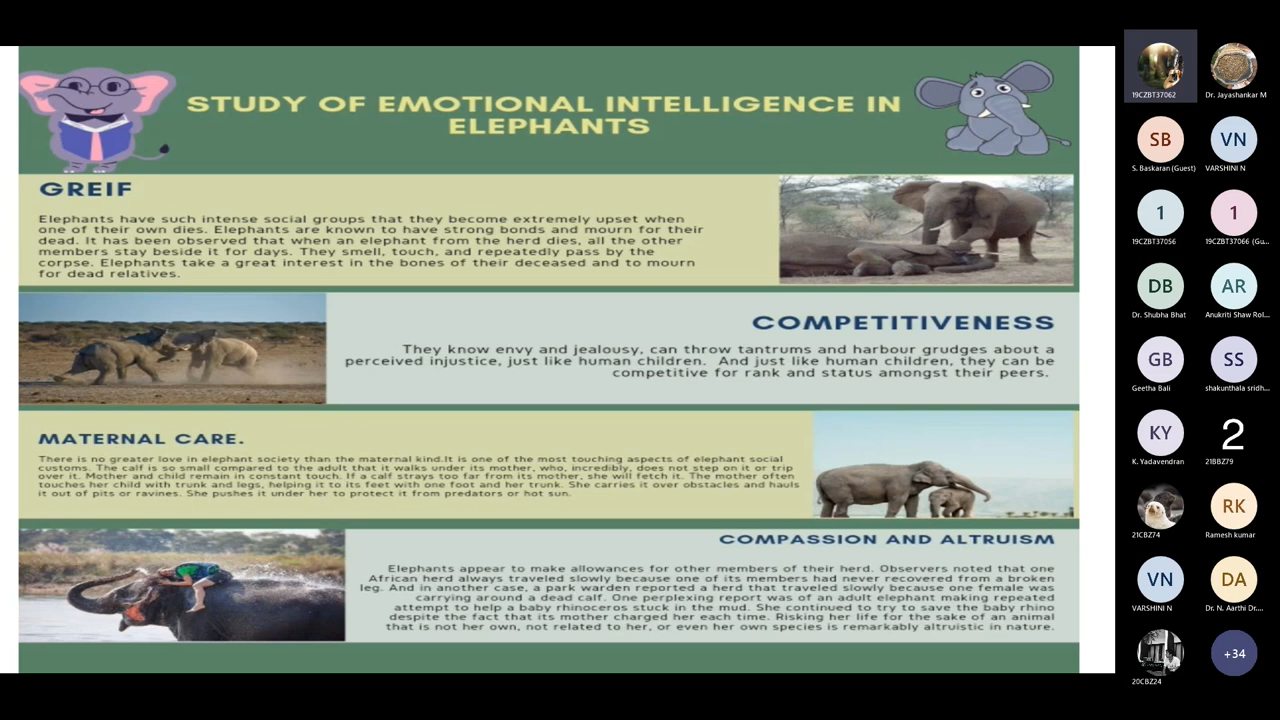 STUDY OF EMOTIONAL INTELLIGENCE IN
ELEPHANTS
GREIF
Elephants have such intense social groups that they become extremely upset when
one of their own dies. Elephants are known to have strong bonds and mourn for their
dead. It has been observed that when an elephant from the herd dies, all the other
members stay beside it for days. They smell, touch, and repeatedly pass by the
corpse. Elephants take a great interest in the bones of their deceased and to mourn
for dead relatives.
COMPETITIVENESS
They know envy and jealousy, can throw tantrums and harbour grudges about a
perceived injustice, just like human children. And just like human children, they can be
competitive for rank and status amongst their peers.
MATERNAL CARE.
There is no greater love in elephant society than the maternal kind.It is one of the most touching aspects of elephant social
customs. The calf is so small compared to the adult that it walks under its mother, who, incredibly, does not step on it or trip
over it. Mother and child remain in constant touch. If a calf strays too far from its mother, she will fetch it. The mother often
touches her child with trunk and legs, helping it to its feet with one foot and her trunk. She carries it over obstacles and hauls
it out of pits or ravines. She pushes it under her to protect it from predators or hot sun.
COMPASSION AND ALTRUISM
Elephants appear to make allowances for other members of their herd. Observers noted that one
African herd always traveled slowly because one of its members had never recovered from a broken
leg. And in another case, a park warden reported a herd that traveled slowly because one female was
carrying around a dead calf. One perplexing report was of an adult elephant making repeated
attempt to help a baby rhinoceros stuck in the mud. She continued to try to save the baby rhino
despite the fact that its mother charged her each time. Risking her life for the sake of an animal
that is not her own, not related to her, or even her own species is remarkably altruistic in nature.
19CZBT37062
Dr. Jayashankar M
SB
VN
S. Baskaran (Guest)
VARSHINI N
1
1
19CZBT37056
19CZBT37066 (Gu...
DB
AR
Dr. Shubha Bhat
Anukriti Shaw Rol...
GB
SS
Geetha Bali
shakunthala sridh...
KY
2
K. Yadavendran
21BBZ79
RK
21CBZ74
Ramesh kumar
VN
DA
VARSHINI N
Dr. N. Aarthi Dr....
+34
20CBZ24